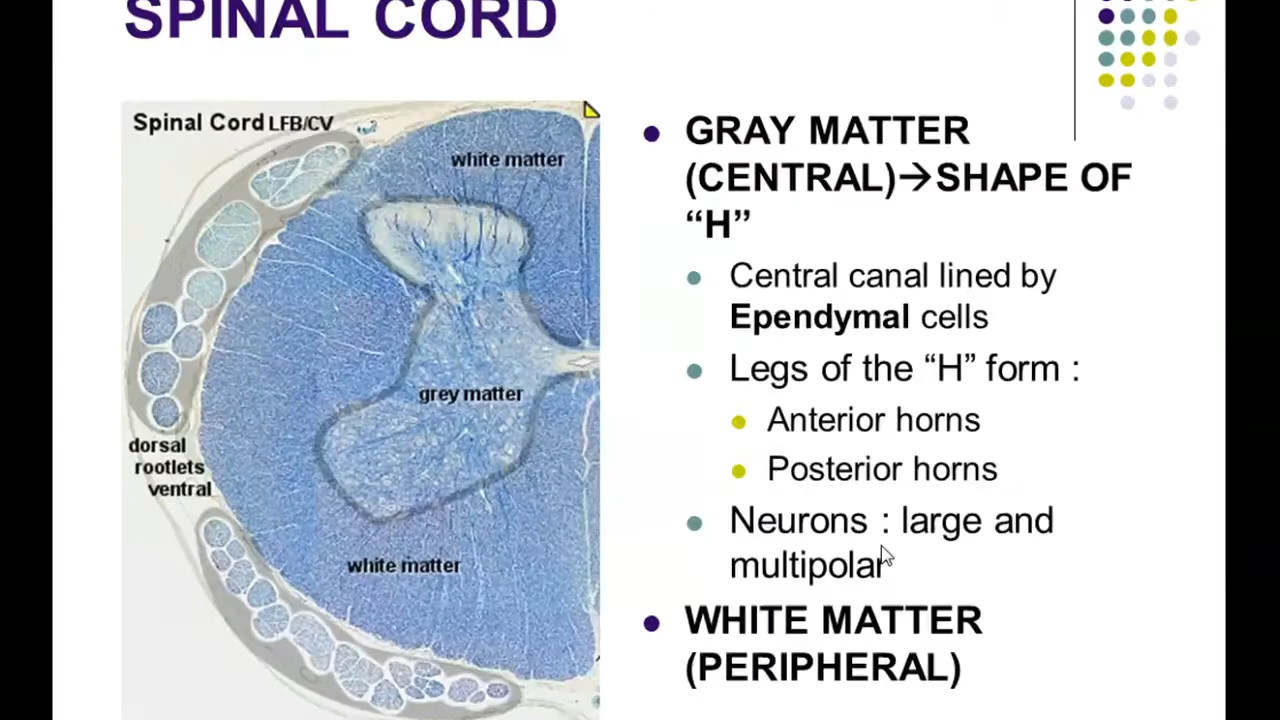 SPINAL CORD
Spinal Cord LFB/CV
white matter
grey matter
dorsal
rootlets
ventral
white matter
GRAY MATTER
(CENTRAL)→SHAPE OF
“H”
Central canal lined by
Ependymal cells
Legs of the “H” form :
Anterior horns
Posterior horns
Neurons : large and
multipolar
WHITE MATTER
(PERIPHERAL)